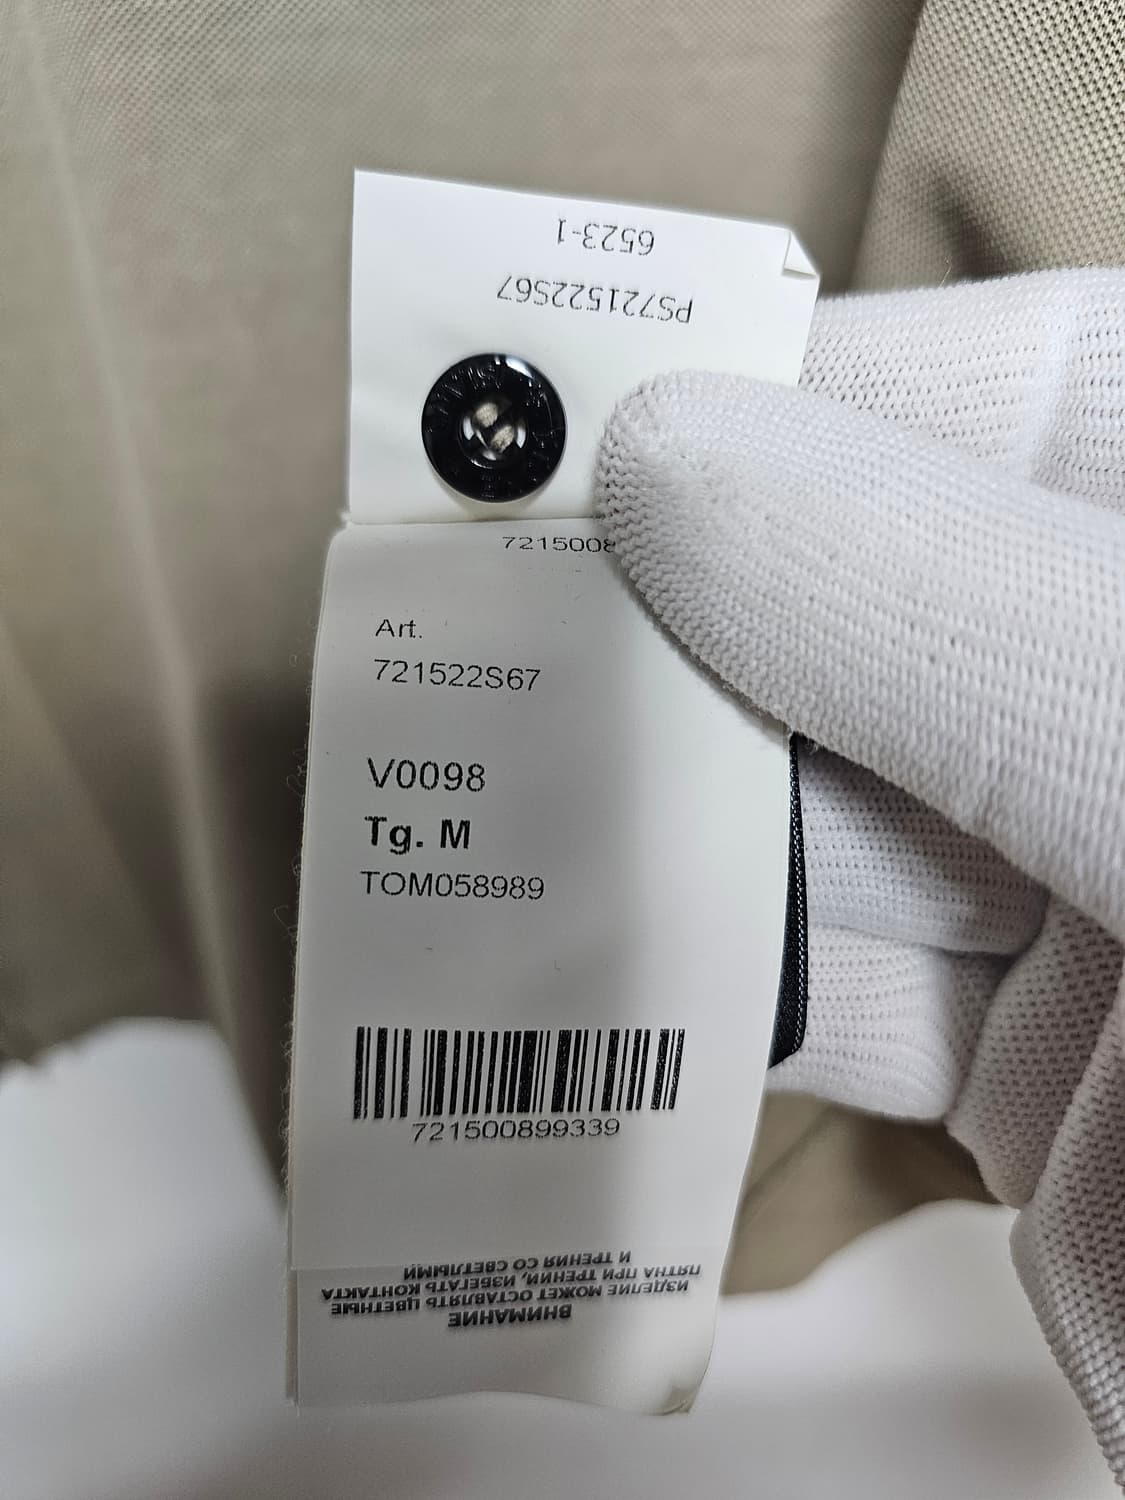 6523-1
PS721522S67
7215008
Art.
721522S67
V0098
Tg. M
TOM058989
721500899339
ВНИМАНИЕ
ИЗДЕЛИЕ МОЖЕТ ОСТАВЛЯТЬ ЦВЕТНЫЕ
ПЯТНА ПРИ ТРЕНИИ, ИЗБЕГАТЬ КОНТАКТА
И ТРЕНИЯ СО СВЕТЛЫМИ